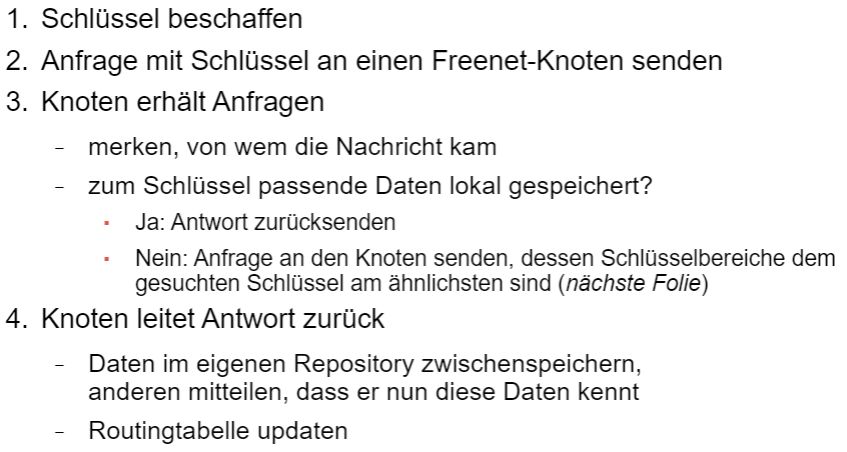 1. Schlüssel beschaffen
2. Anfrage mit Schlüssel an einen Freenet-Knoten senden
3. Knoten erhält Anfragen
– merken, von wem die Nachricht kam
– zum Schlüssel passende Daten lokal gespeichert?
▪ Ja: Antwort zurücksenden
▪ Nein: Anfrage an den Knoten senden, dessen Schlüsselbereiche dem
gesuchten Schlüssel am ähnlichsten sind (nächste Folie)
4. Knoten leitet Antwort zurück
– Daten im eigenen Repository zwischenspeichern,
anderen mitteilen, dass er nun diese Daten kennt
– Routingtabelle updaten